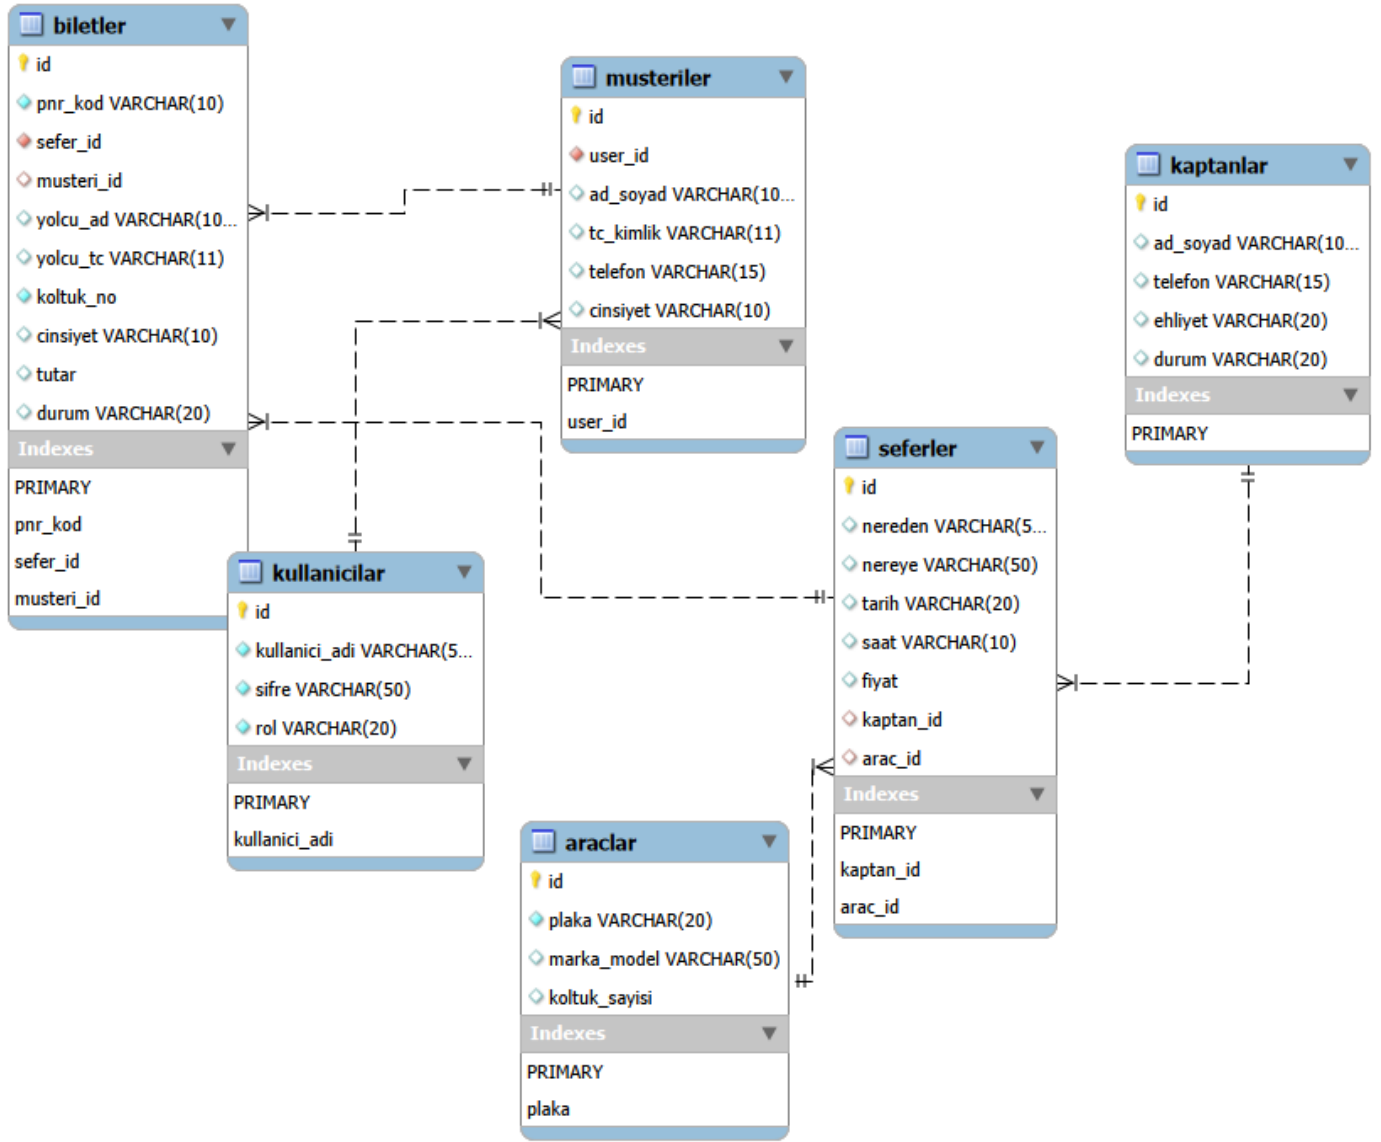 biletler
id
pnr_kod VARCHAR(10)
sefer_id
musteri_id
yolcu_ad VARCHAR(10...
yolcu_tc VARCHAR(11)
koltuk_no
cinsiyet VARCHAR(10)
tutar
durum VARCHAR(20)
Indexes
PRIMARY
pnr_kod
sefer_id
musteri_id
musteriler
id
user_id
ad_soyad VARCHAR(10...
tc_kimlik VARCHAR(11)
telefon VARCHAR(15)
cinsiyet VARCHAR(10)
Indexes
PRIMARY
user_id
kaptanlar
id
ad_soyad VARCHAR(10...
telefon VARCHAR(15)
ehliyet VARCHAR(20)
durum VARCHAR(20)
Indexes
PRIMARY
kullanicilar
id
kullanici_adi VARCHAR(5...
sifre VARCHAR(50)
rol VARCHAR(20)
Indexes
PRIMARY
kullanici_adi
seferler
id
nereden VARCHAR(5...
nereye VARCHAR(50)
tarih VARCHAR(20)
saat VARCHAR(10)
fiyat
kaptan_id
arac_id
Indexes
PRIMARY
kaptan_id
arac_id
araclar
id
plaka VARCHAR(20)
marka_model VARCHAR(50)
koltuk_sayisi
Indexes
PRIMARY
plaka